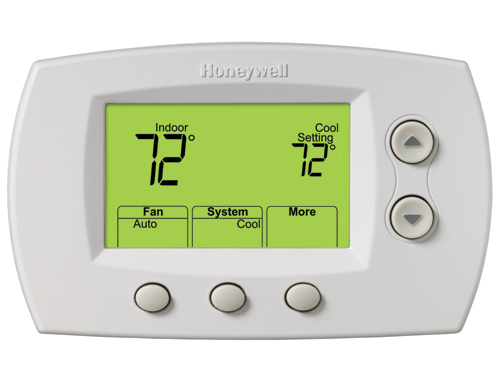 Honeywell
Indoor
72°
Cool
Setting
72°
Fan
Auto
System
Cool
More